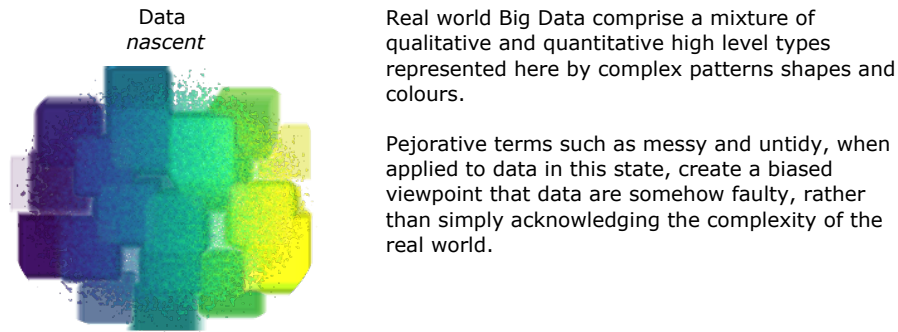 Data
nascent
Real world Big Data comprise a mixture of
qualitative and quantitative high level types
represented here by complex patterns shapes and
colours.
Pejorative terms such as messy and untidy, when
applied to data in this state, create a biased
viewpoint that data are somehow faulty, rather
than simply acknowledging the complexity of the
real world.